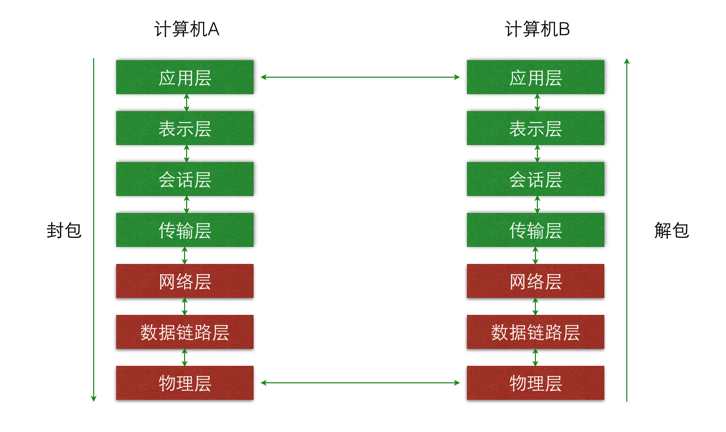 计算机A 计算机B
应用层 应用层
表示层 表示层
会话层 会话层
封包 传输层 传输层 解包
网络层 网络层
数据链路层 数据链路层
物理层 物理层